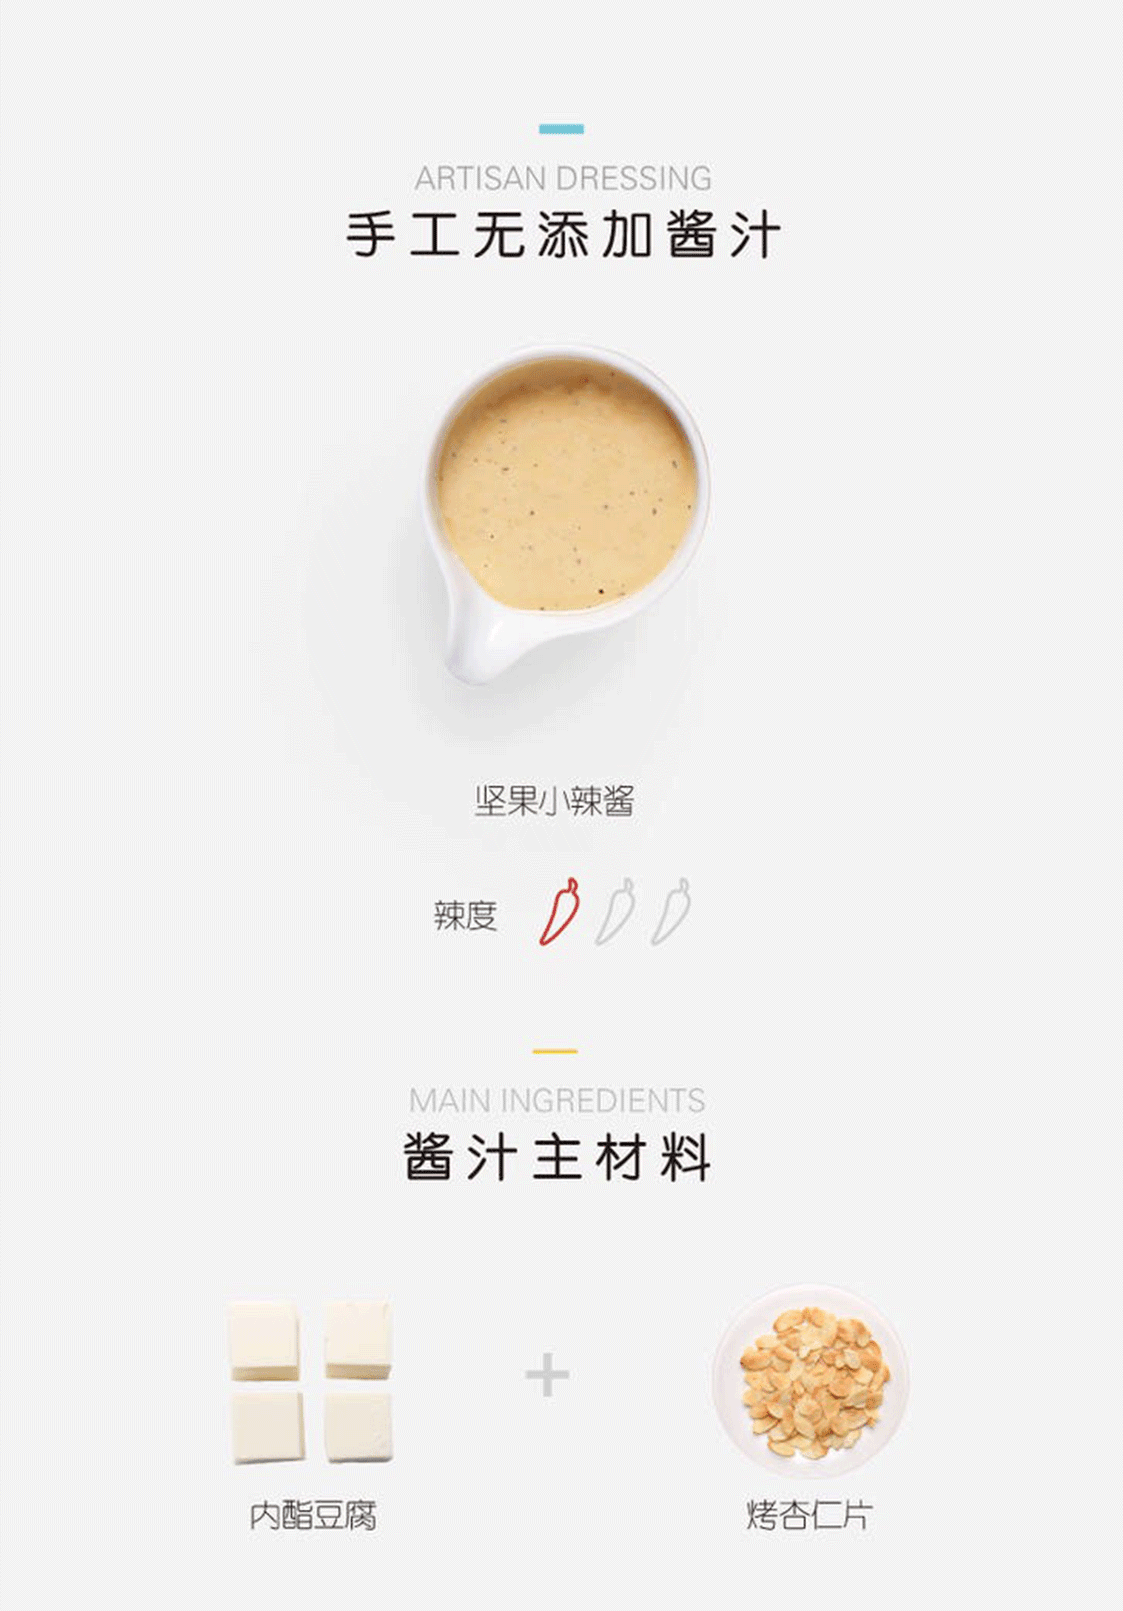 ARTISAN DRESSING
手工无添加酱汁
坚果小辣酱
辣度
MAIN INGREDIENTS
酱汁主材料
内酯豆腐
烤杏仁片